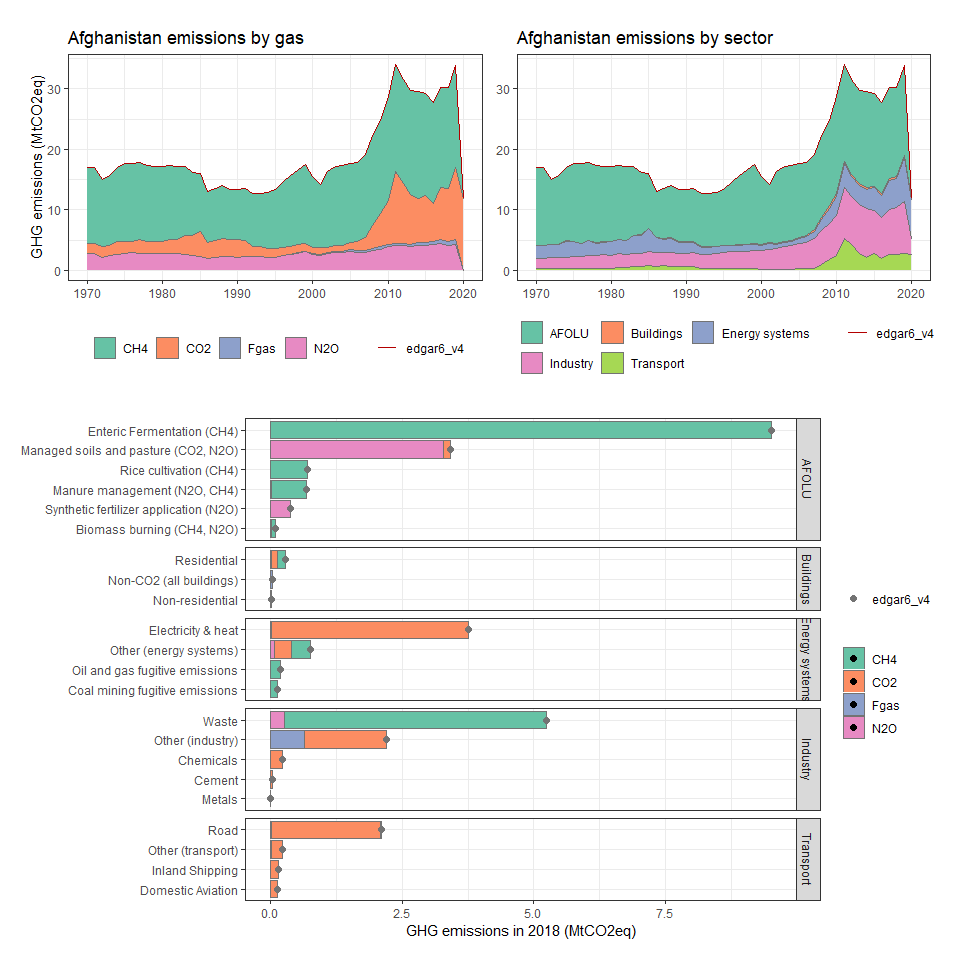 Afghanistan emissions by gas
GHG emissions (MtCO2eq)
30
20
10
0
1970 1980 1990 2000 2010 2020
CH4 CO2 Fgas N2O edgar6_v4
Afghanistan emissions by sector
30
20
10
0
1970 1980 1990 2000 2010 2020
AFOLU Buildings Energy systems edgar6_v4
Industry Transport
Enteric Fermentation (CH4)
Managed soils and pasture (CO2, N2O)
Rice cultivation (CH4)
Manure management (N2O, CH4)
Synthetic fertilizer application (N2O)
Biomass burning (CH4, N2O)
AFOLU
Residential
Non-CO2 (all buildings)
Non-residential
Buildings
Electricity & heat
Other (energy systems)
Oil and gas fugitive emissions
Coal mining fugitive emissions
Energy systems
Waste
Other (industry)
Chemicals
Cement
Metals
Industry
Road
Other (transport)
Inland Shipping
Domestic Aviation
Transport
0.0 2.5 5.0 7.5
GHG emissions in 2018 (MtCO2eq)
edgar6_v4
CH4
CO2
Fgas
N2O